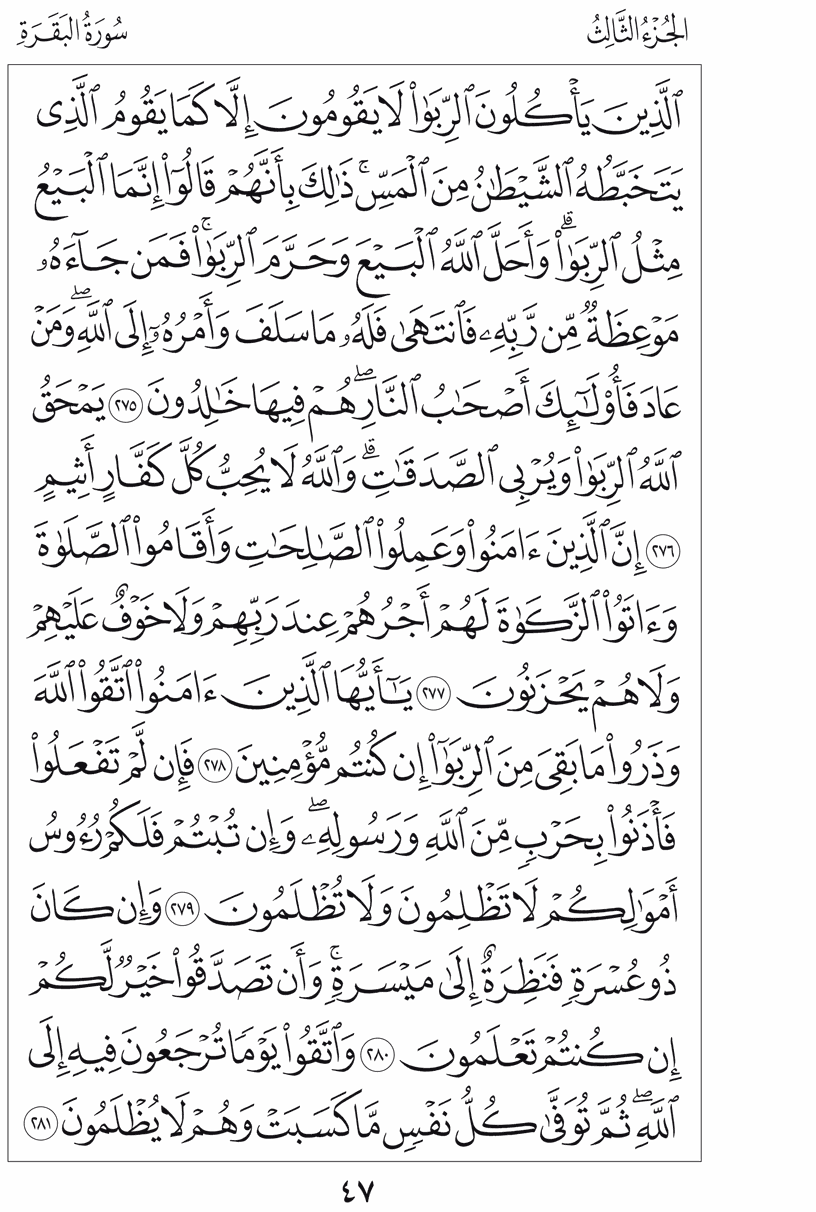 الجُزْءُ الثَّالِثُ
سُورَةُ البَقَرَةِ
ٱلَّذِينَ يَأۡكُلُونَ ٱلرِّبَوٰاْ لَا يَقُومُونَ إِلَّا كَمَا يَقُومُ ٱلَّذِي
يَتَخَبَّطُهُ ٱلشَّيۡطَٰنُ مِنَ ٱلۡمَسِّۚ ذَٰلِكَ بِأَنَّهُمۡ قَالُوٓاْ إِنَّمَا ٱلۡبَيۡعُ
مِثۡلُ ٱلرِّبَوٰاْۗ وَأَحَلَّ ٱللَّهُ ٱلۡبَيۡعَ وَحَرَّمَ ٱلرِّبَوٰاْۚ فَمَن جَآءَهُۥ
مَوۡعِظَةٞ مِّن رَّبِّهِۦ فَٱنتَهَىٰ فَلَهُۥ مَا سَلَفَ وَأَمۡرُهُۥٓ إِلَى ٱللَّهِۖ وَمَنۡ
عَادَ فَأُوْلَٰٓئِكَ أَصۡحَٰبُ ٱلنَّارِۖ هُمۡ فِيهَا خَٰلِدُونَ ٢٧٥ يَمۡحَقُ
ٱللَّهُ ٱلرِّبَوٰاْ وَيُرۡبِي ٱلصَّدَقَٰتِۗ وَٱللَّهُ لَا يُحِبُّ كُلَّ كَفَّارٍ أَثِيمٍ
٢٧٦ إِنَّ ٱلَّذِينَ ءَامَنُواْ وَعَمِلُواْ ٱلصَّٰلِحَٰتِ وَأَقَامُواْ ٱلصَّلَوٰةَ
وَءَاتَوُاْ ٱلزَّكَوٰةَ لَهُمۡ أَجۡرُهُمۡ عِندَ رَبِّهِمۡ وَلَا خَوۡفٌ عَلَيۡهِمۡ
وَلَا هُمۡ يَحۡزَنُونَ ٢٧٧ يَٰٓأَيُّهَا ٱلَّذِينَ ءَامَنُواْ ٱتَّقُواْ ٱللَّهَ
وَذَرُواْ مَا بَقِيَ مِنَ ٱلرِّبَوٰٓاْ إِن كُنتُم مُّؤۡمِنِينَ ٢٧٨ فَإِن لَّمۡ تَفۡعَلُواْ
فَأۡذَنُواْ بِحَرۡبٖ مِّنَ ٱللَّهِ وَرَسُولِهِۦۖ وَإِن تُبۡتُمۡ فَلَكُمۡ رُءُوسُ
أَمۡوَٰلِكُمۡ لَا تَظۡلِمُونَ وَلَا تُظۡلَمُونَ ٢٧٩ وَإِن كَانَ
ذُو عُسۡرَةٖ فَنَظِرَةٌ إِلَىٰ مَيۡسَرَةٖۚ وَأَن تَصَدَّقُواْ خَيۡرٞ لَّكُمۡ
إِن كُنتُمۡ تَعۡلَمُونَ ٢٨٠ وَٱتَّقُواْ يَوۡمٗا تُرۡجَعُونَ فِيهِ إِلَى
ٱللَّهِۖ ثُمَّ تُوَفَّىٰ كُلُّ نَفۡسٖ مَّا كَسَبَتۡ وَهُمۡ لَا يُظۡلَمُونَ ٢٨١
٤٧